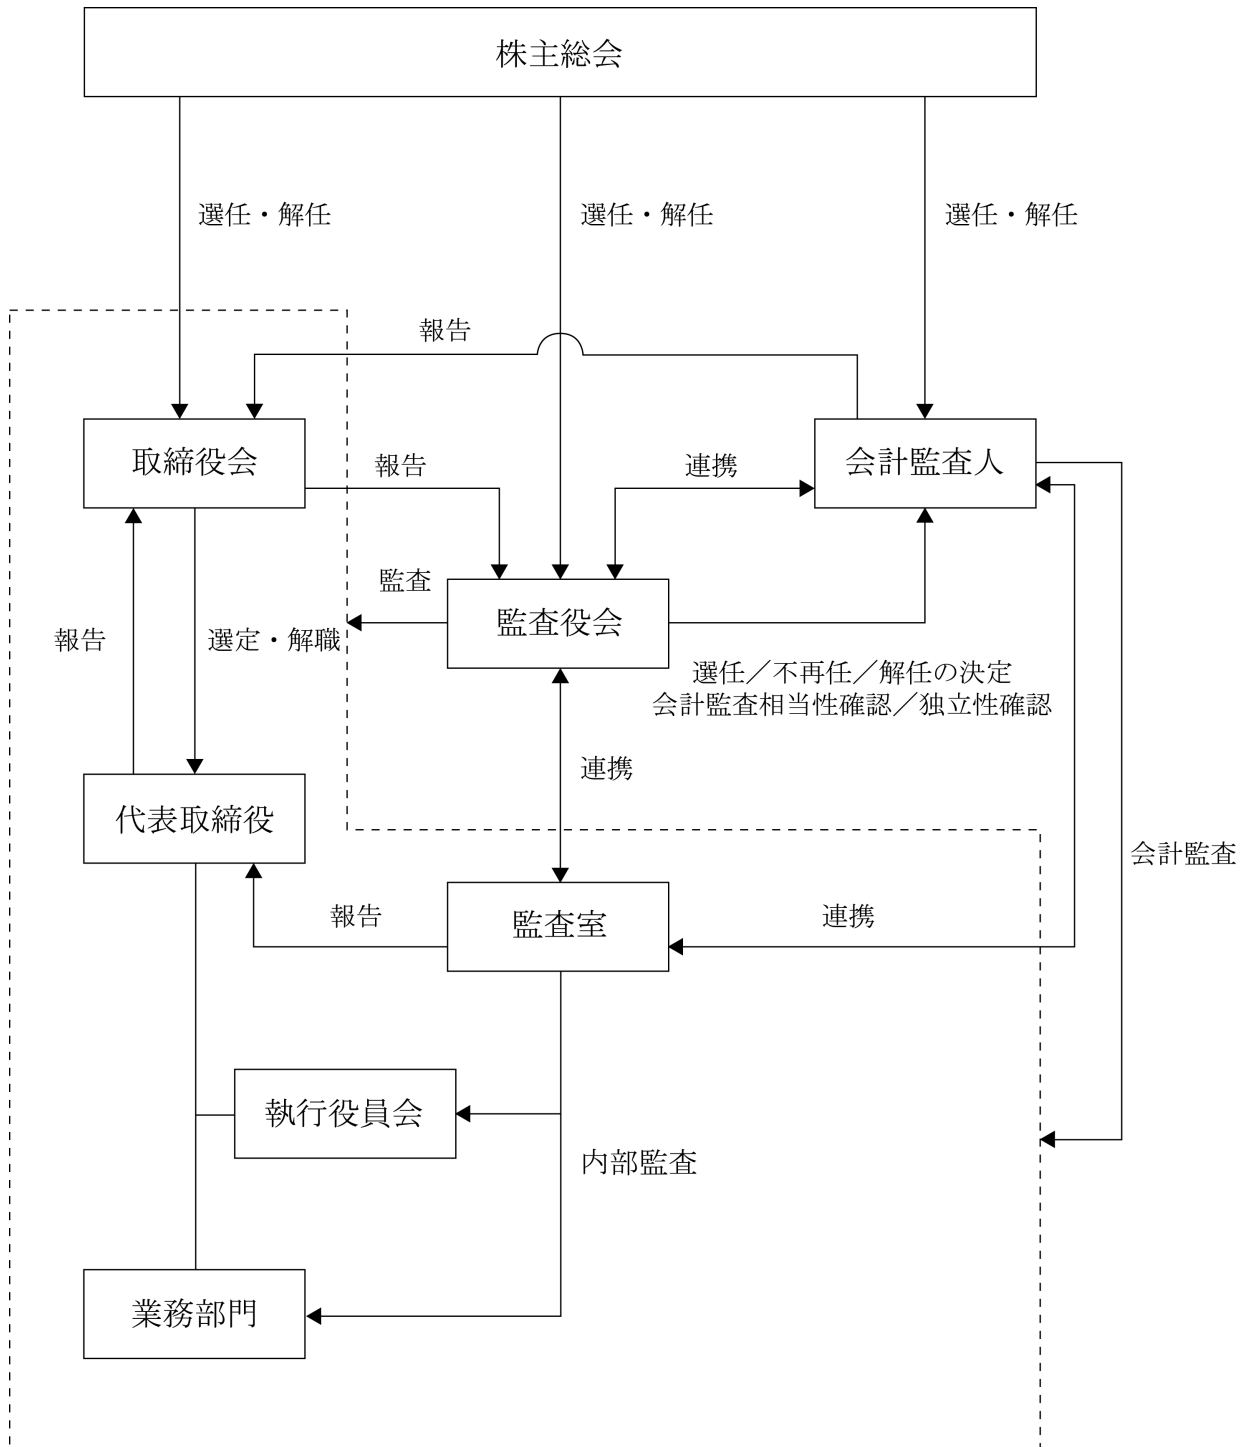 株主総会
選任・解任
選任・解任
選任・解任
報告
取締役会
報告
連携
会計監査人
監査
監査役会
報告
選定・解職
選任／不再任／解任の決定
会計監査相当性確認／独立性確認
連携
代表取締役
会計監査
報告
監査室
連携
執行役員会
内部監査
業務部門